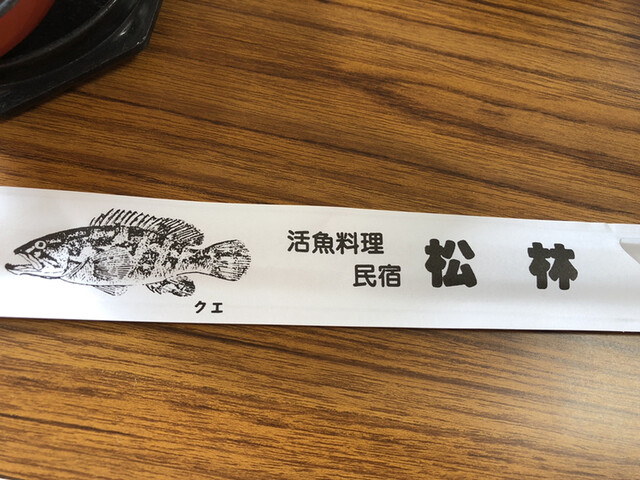 活魚料理
民宿 松林
クエ